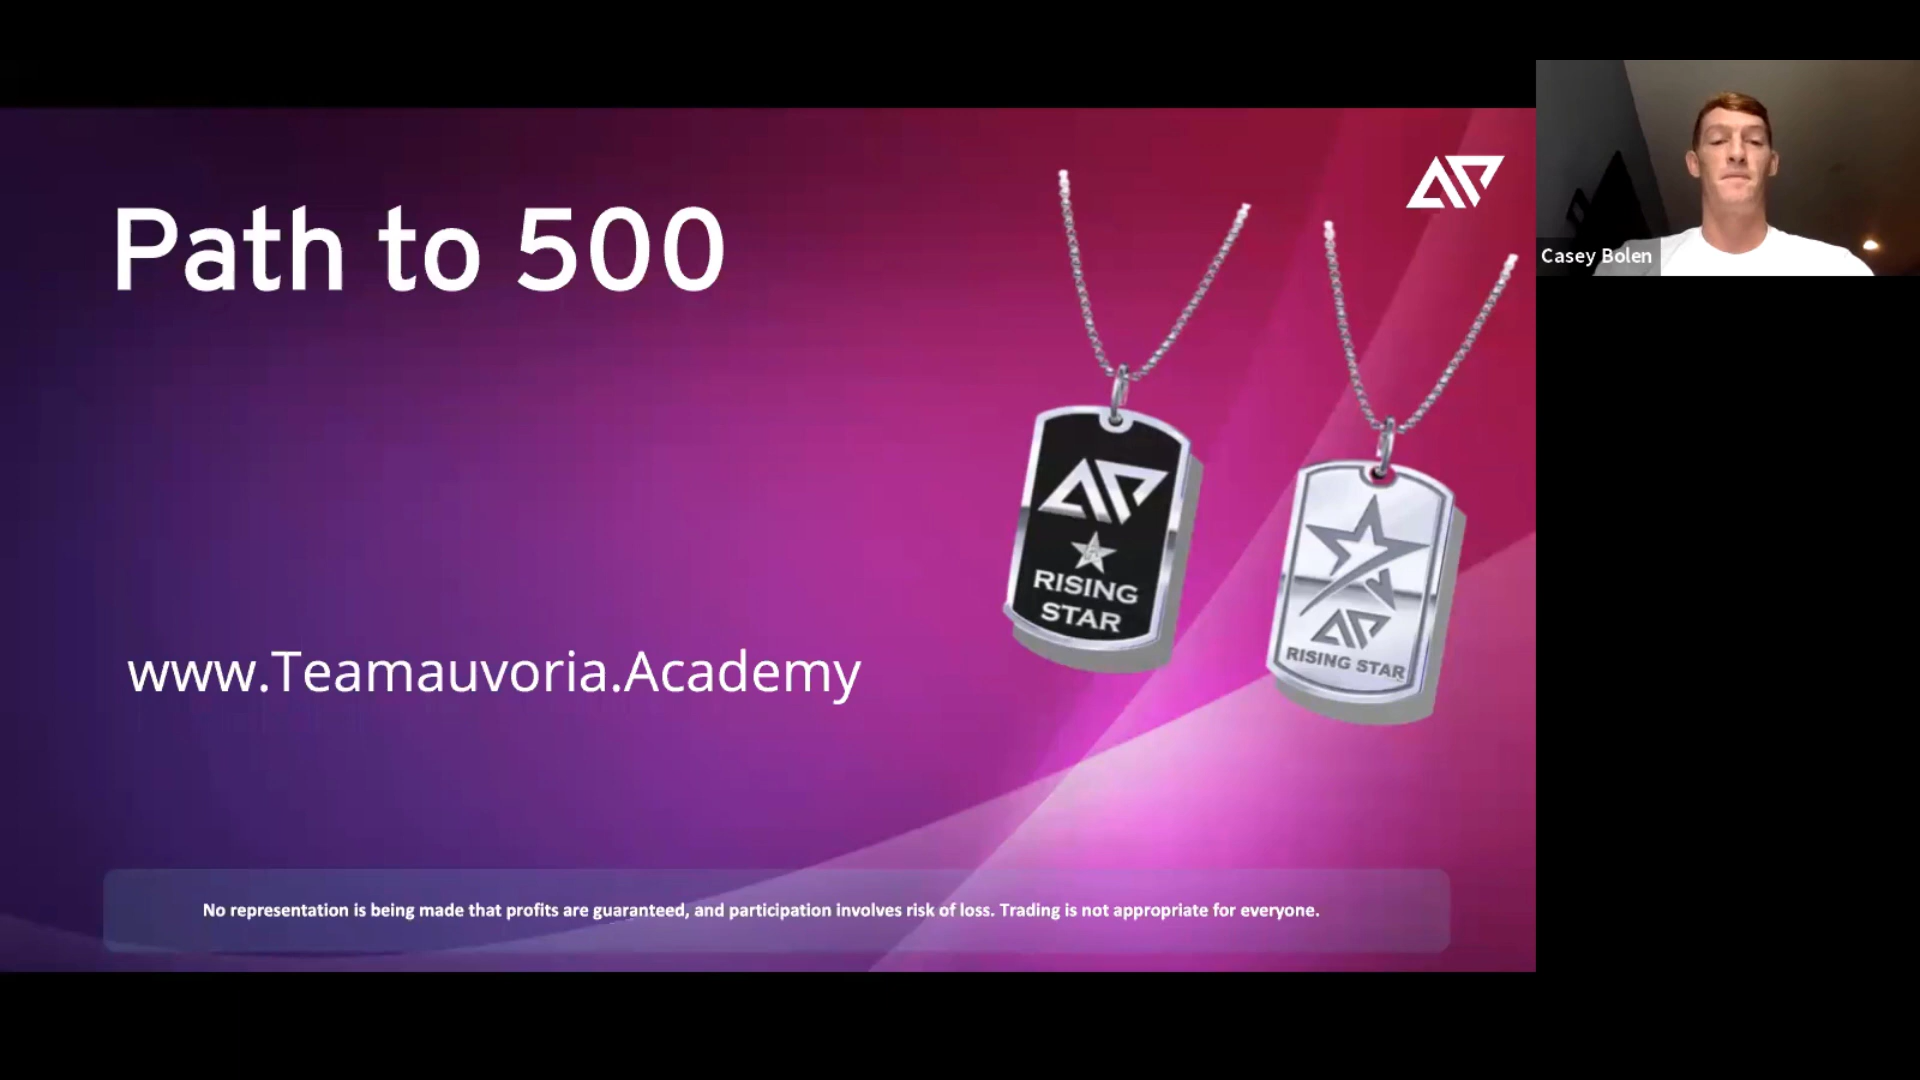 Path to 500
Casey Bolen
RISING
STAR
RISING STAR
www.Teamauvoria.Academy
No representation is being made that profits are guaranteed, and participation involves risk of loss. Trading is not appropriate for everyone.